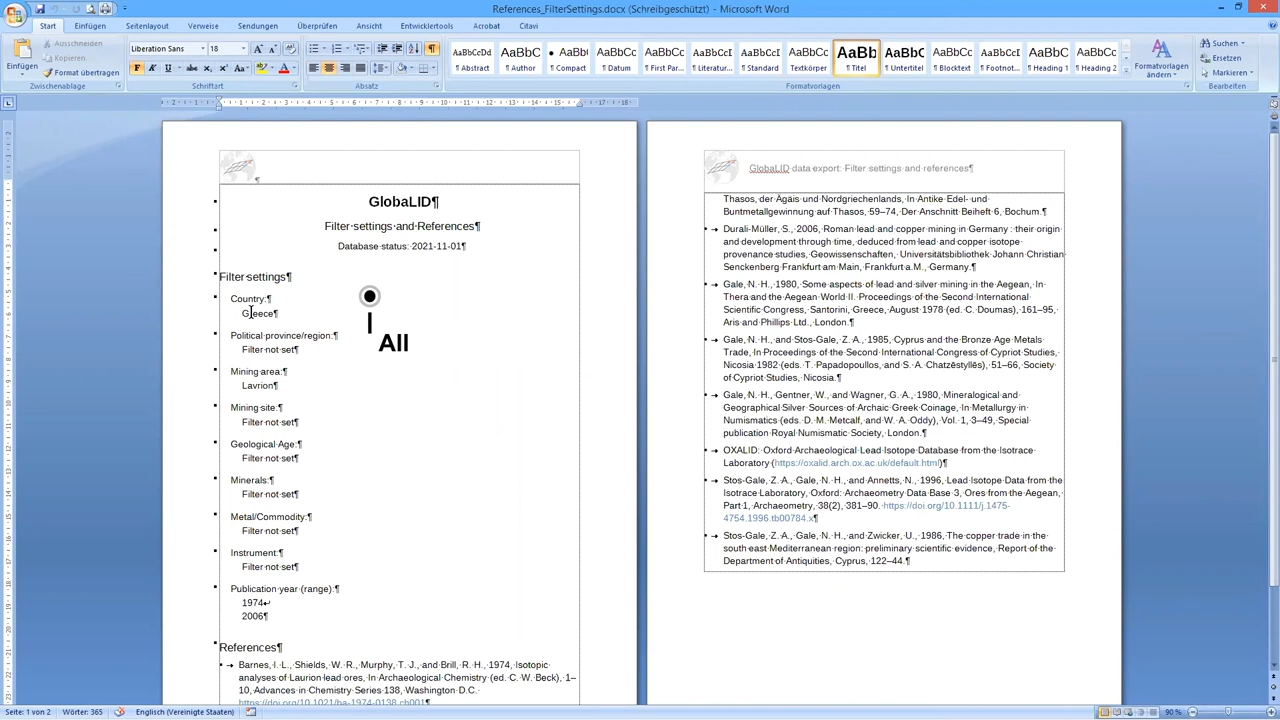 References_FilterSettings.docx (Schreibgeschützt) - Microsoft Word
Start Einfügen Seitenlayout Verweise Sendungen Überprüfen Ansicht Entwicklertools Acrobat Citavi
Einfügen
Ausschneiden
Kopieren
Format übertragen
Zwischenablage
Liberation Sans 18
Schriftart
Absatz
AaBbCcDd AaBbC AaBbC AaBbCc AaBbCc AaBbCc AaBbCc AaBbCc AaBb AaBbC AaBbCc AaBbCc AaBbCc AaBbCc
Abstract Author Compact Datum First Par... Literatur... Standard Textkörper Titel Untertitel Blocktext Footnot... Heading 1 Heading 2
Formatvorlagen
Formatvorlagen ändern
Suchen
Ersetzen
Markieren
Bearbeiten
GlobaLID¶
Filter settings and References¶
Database status: 2021-11-01¶
Filter settings¶
Country:¶
Greece¶
Political province/region:¶
Filter not set¶
Mining area:¶
Lavrion¶
Mining site:¶
Filter not set¶
Geological Age:¶
Filter not set¶
Minerals:¶
Filter not set¶
Metal/Commodity:¶
Filter not set¶
Instrument:¶
Filter not set¶
Publication year (range):¶
1974↵
2006¶
References¶
Barnes, I. L., Shields, W. R., Murphy, T. J., and Brill, R. H., 1974, Isotopic
analyses of Laurion lead ores, In Archaeological Chemistry (ed. C. W. Beck), 1–
10, Advances in Chemistry Series 138, Washington D.C.
https://doi.org/10.1021/ba-1974-0138.ch001¶
All
GlobaLID data export: Filter settings and references¶
Thasos, der Ägäis und Nordgriechenlands, In Antike Edel- und
Buntmetallgewinnung auf Thasos, 59–74, Der Anschnitt Beiheft 6, Bochum.¶
Durali-Müller, S., 2006, Roman lead and copper mining in Germany : their origin
and development through time, deduced from lead and copper isotope
provenance studies, Geowissenschaften, Universitätsbibliothek Johann Christian
Senckenberg Frankfurt am Main, Frankfurt a.M., Germany.¶
Gale, N. H., 1980, Some aspects of lead and silver mining in the Aegean, In
Thera and the Aegean World II. Proceedings of the Second International
Scientific Congress, Santorini, Greece, August 1978 (ed. C. Doumas), 161–95,
Aris and Phillips Ltd., London.¶
Gale, N. H., and Stos-Gale, Z. A., 1985, Cyprus and the Bronze Age Metals
Trade, In Proceedings of the Second International Congress of Cypriot Studies,
Nicosia 1982 (eds. T. Papadopoullos, and S. A. Chatzēstyllēs), 51–66, Society
of Cypriot Studies, Nicosia.¶
Gale, N. H., Gentner, W., and Wagner, G. A., 1980, Mineralogical and
Geographical Silver Sources of Archaic Greek Coinage, In Metallurgy in
Numismatics (eds. D. M. Metcalf, and W. A. Oddy), Vol. 1, 3–49, Special
publication Royal Numismatic Society, London.¶
OXALID: Oxford Archaeological Lead Isotope Database from the Isotrace
Laboratory (https://oxalid.arch.ox.ac.uk/default.html)¶
Stos-Gale, Z. A., Gale, N. H., and Annetts, N., 1996, Lead Isotope Data from the
Isotrace Laboratory, Oxford: Archaeometry Data Base 3, Ores from the Aegean,
Part 1, Archaeometry, 38(2), 381–90. https://doi.org/10.1111/j.1475-
4754.1996.tb00784.x¶
Stos-Gale, Z. A., Gale, N. H., and Zwicker, U., 1986, The copper trade in the
south east Mediterranean region: preliminary scientific evidence, Report of the
Department of Antiquities, Cyprus, 122–44.¶
Seite: 1 von 2 Wörter: 365 Englisch (Vereinigte Staaten) 90 %